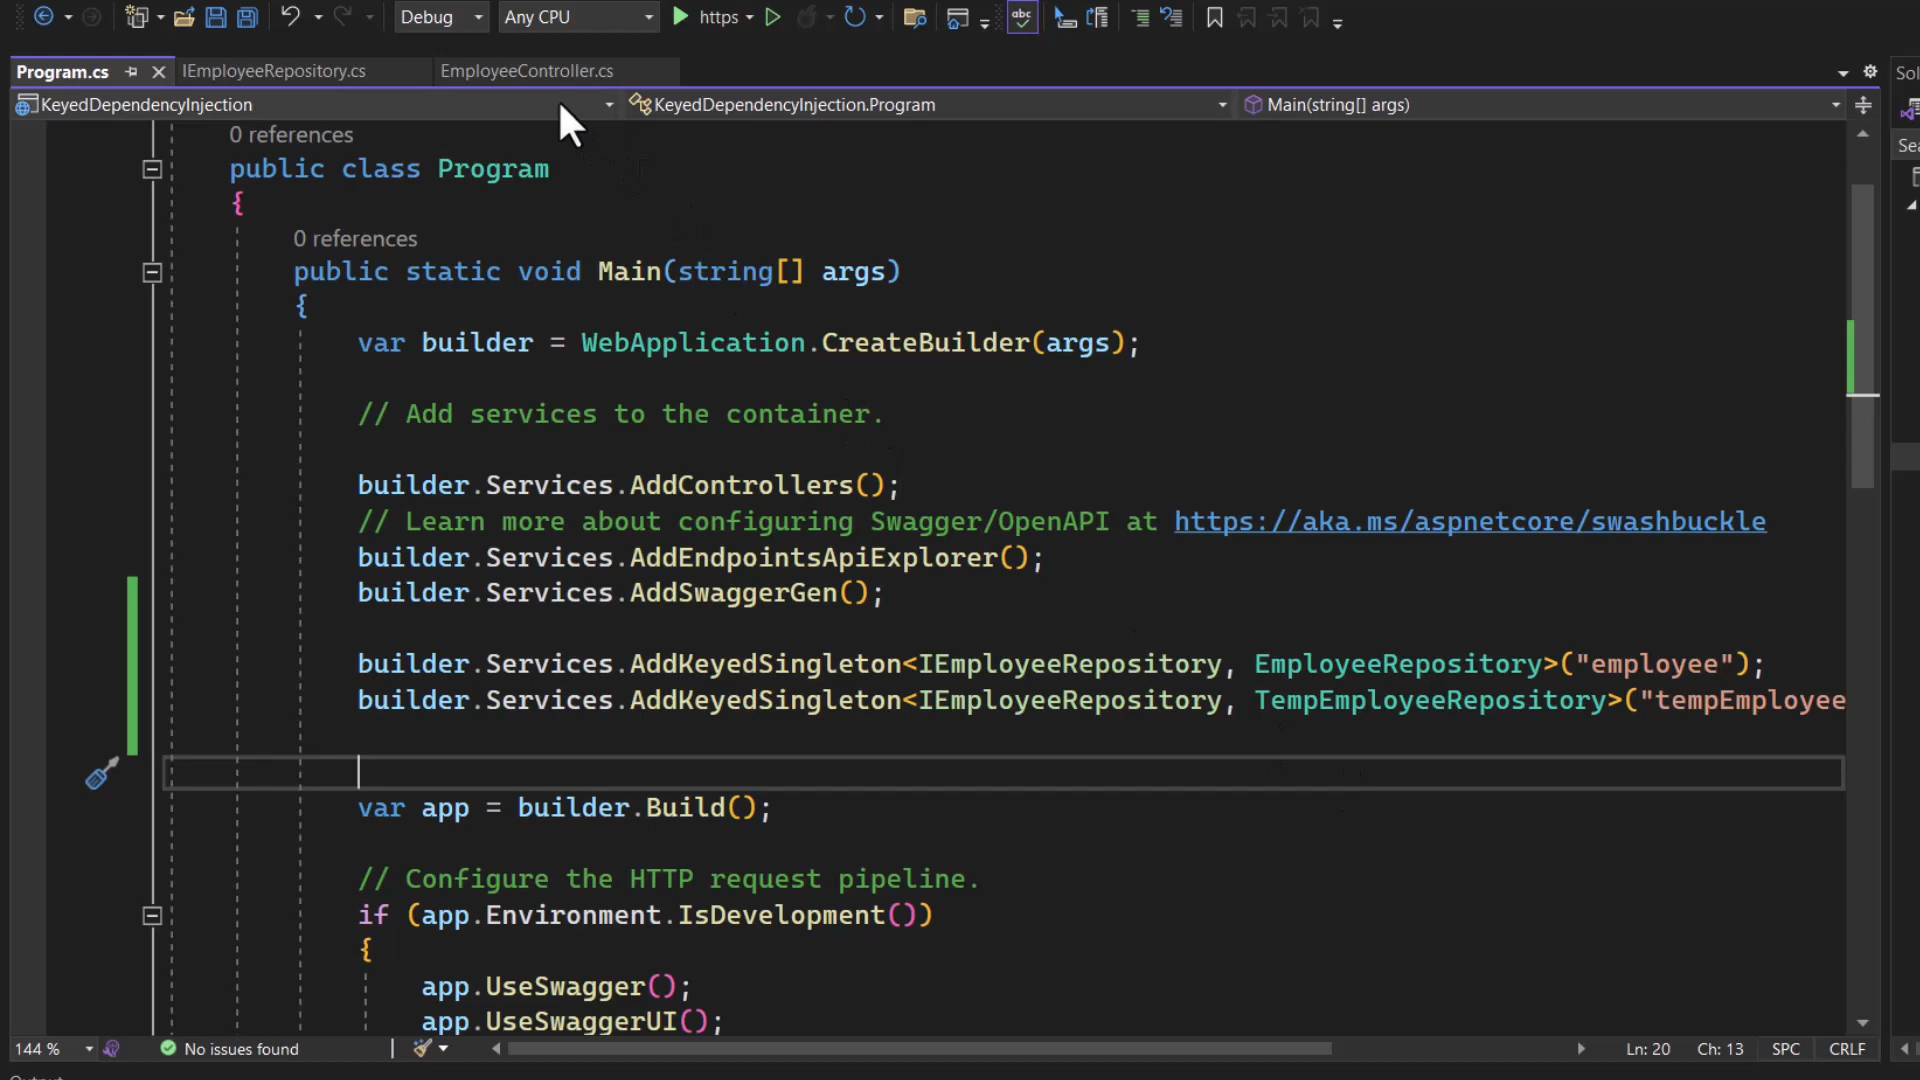 Debug Any CPU https abc
Program.cs IEmployeeRepository.cs EmployeeController.cs Sol
KeyedDependencyInjection KeyedDependencyInjection.Program Main(string[] args)
Sea
0 references
public class Program
{
0 references
public static void Main(string[] args)
{
var builder = WebApplication.CreateBuilder(args);
// Add services to the container.
builder.Services.AddControllers();
// Learn more about configuring Swagger/OpenAPI at https://aka.ms/aspnetcore/swashbuckle
builder.Services.AddEndpointsApiExplorer();
builder.Services.AddSwaggerGen();
builder.Services.AddKeyedSingleton<IEmployeeRepository, EmployeeRepository>("employee");
builder.Services.AddKeyedSingleton<IEmployeeRepository, TempEmployeeRepository>("tempEmployee
var app = builder.Build();
// Configure the HTTP request pipeline.
if (app.Environment.IsDevelopment())
{
app.UseSwagger();
app.UseSwaggerUI();
144 % No issues found Ln: 20 Ch: 13 SPC CRLF